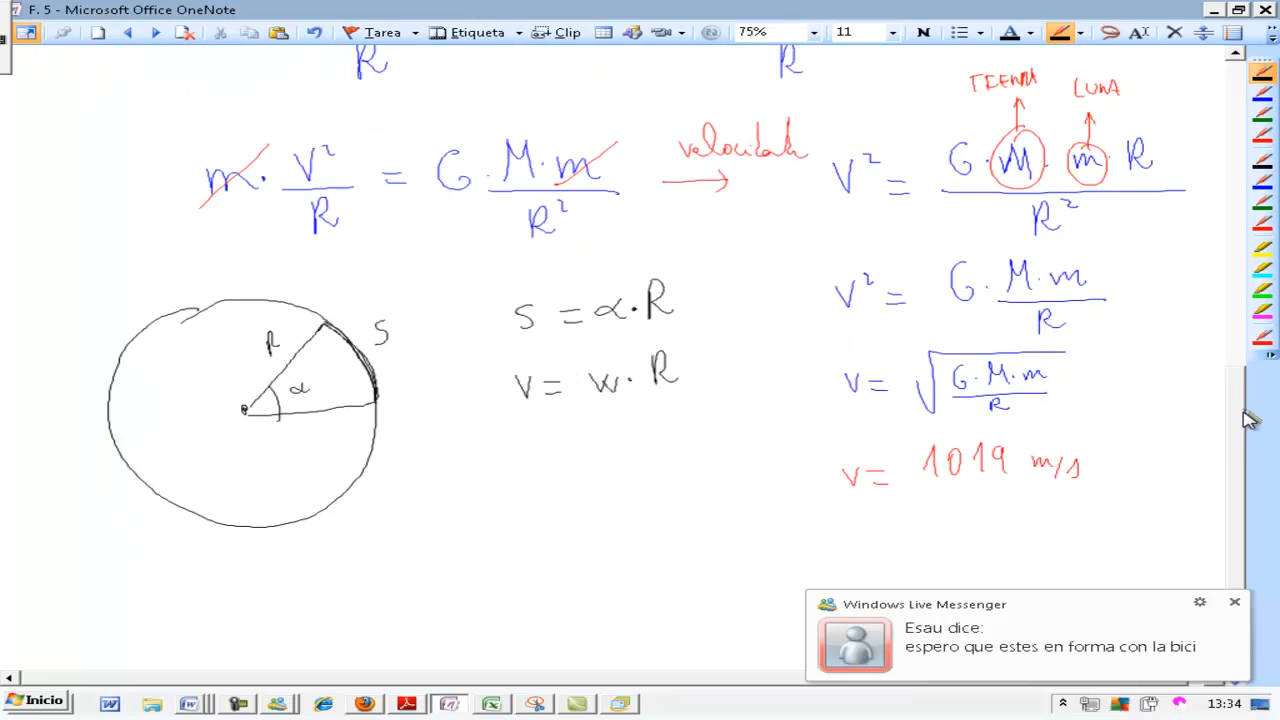 F. 5 - Microsoft Office OneNote
Tarea Etiqueta Clip 75% 11 N A
R R
TIERRA LUNA
m · V² / R = G · M · m / R² velocidad → V² = G · M · m · R / R²
V² = G · M · m / R
R α S
s = α · R
v = w · R
v = √(G · M · m / R)
v = 1019 m/s
Windows Live Messenger
Esau dice:
espero que estes en forma con la bici
Inicio 13:34